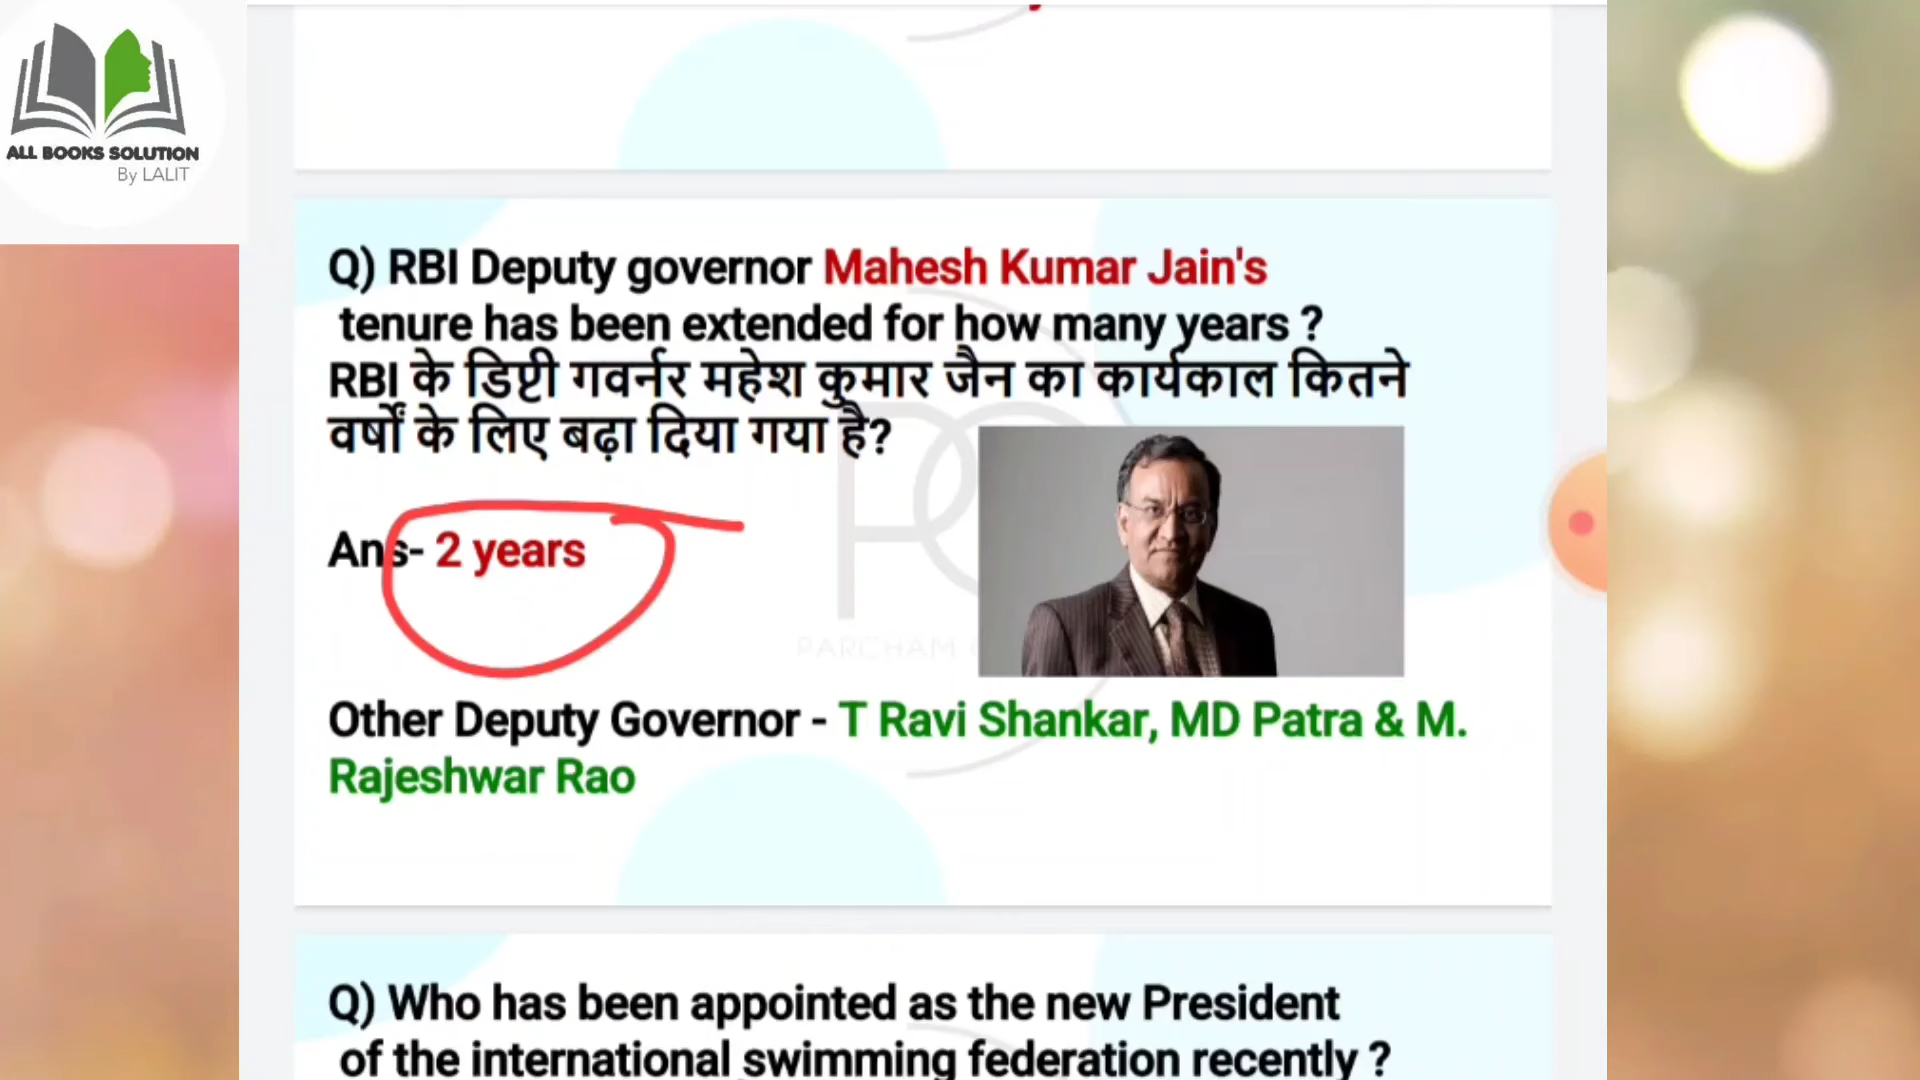 ALL BOOKS SOLUTION
By LALIT
Q) RBI Deputy governor Mahesh Kumar Jain's
tenure has been extended for how many years ?
RBI के डिप्टी गवर्नर महेश कुमार जैन का कार्यकाल कितने
वर्षों के लिए बढ़ा दिया गया है?
Ans- 2 years
PARCHAM
Other Deputy Governor - T Ravi Shankar, MD Patra & M.
Rajeshwar Rao
Q) Who has been appointed as the new President
of the international swimming federation recently ?